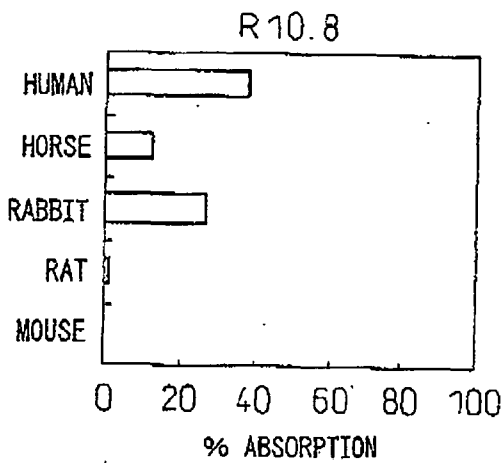 R10.8
HUMAN
HORSE
RABBIT
RAT
MOUSE
0 20 40 60 80 100
% ABSORPTION